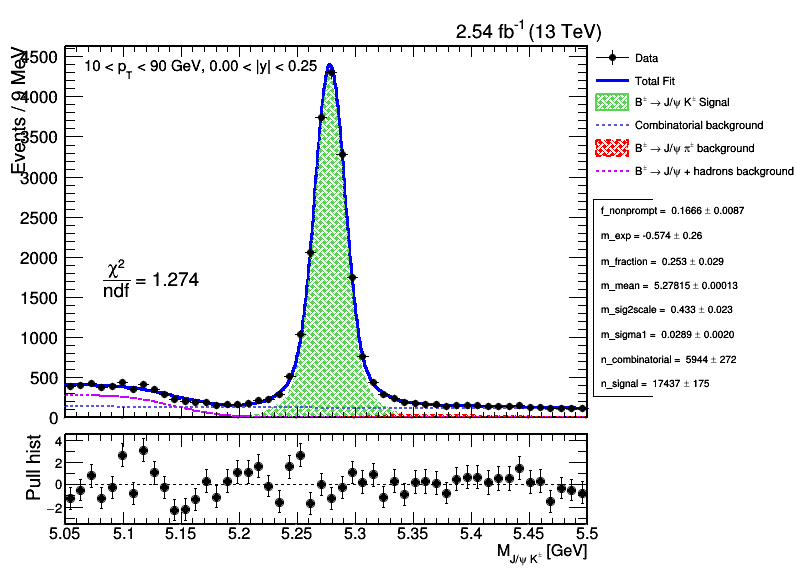 2.54 fb⁻¹ (13 TeV)
Events / 9 MeV
4500
4000
3500
3000
2500
2000
1500
1000
500
0
10 < p_T < 90 GeV, 0.00 < |y| < 0.25
χ²/ndf = 1.274
Data
Total Fit
B± → J/ψ K± Signal
Combinatorial background
B± → J/ψ π± background
B± → J/ψ + hadrons background
f_nonprompt = 0.1666 ± 0.0087
m_exp = -0.574 ± 0.26
m_fraction = 0.253 ± 0.029
m_mean = 5.27815 ± 0.00013
m_sig2scale = 0.433 ± 0.023
m_sigma1 = 0.0289 ± 0.0020
n_combinatorial = 5944 ± 272
n_signal = 17437 ± 175
Pull hist
4
2
0
−2
5.05 5.1 5.15 5.2 5.25 5.3 5.35 5.4 5.45 5.5
M_J/ψ K± [GeV]